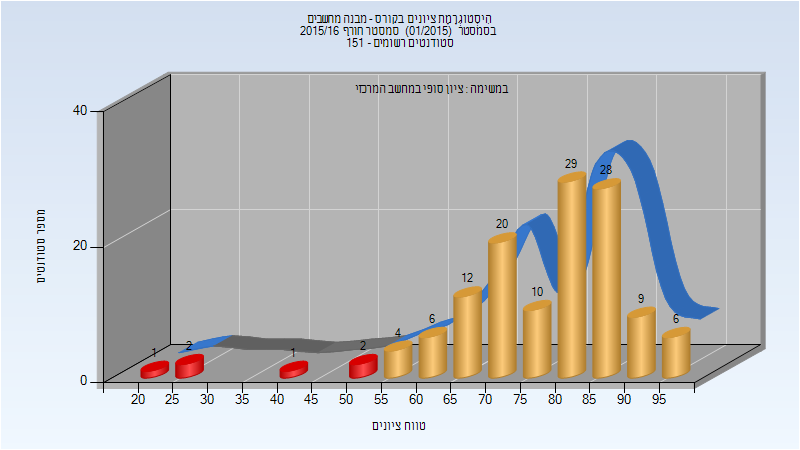 היסטוגרמת ציונים בקורס - מבנה מחשבים
בסמסטר (01/2015) סמסטר חורף 2015/16
סטודנטים רשומים - 151
במשימה : ציון סופי במחשב המרכזי
מספר סטודנטים
40
20
0
1
2
1
2
4
6
12
20
10
29
28
9
6
20 25 30 35 40 45 50 55 60 65 70 75 80 85 90 95
טווח ציונים